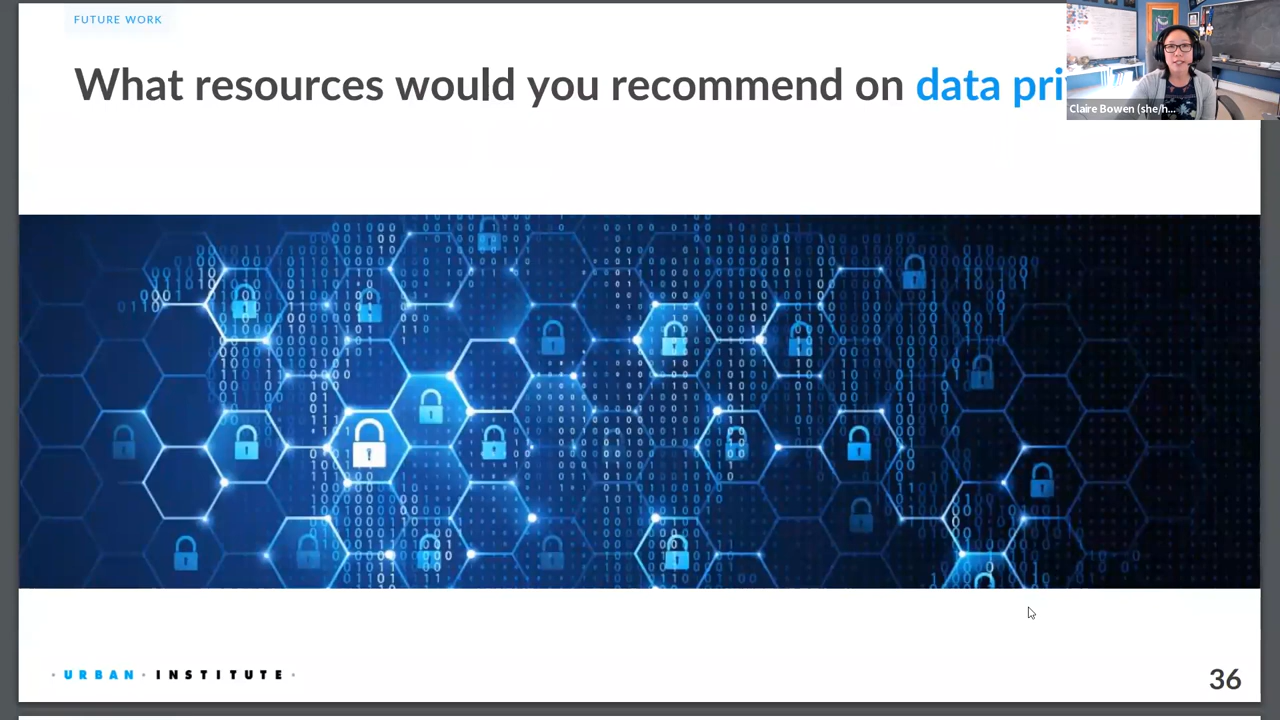 FUTURE WORK
What resources would you recommend on data pri
Claire Bowen (she/h...
· URBAN · INSTITUTE ·
36